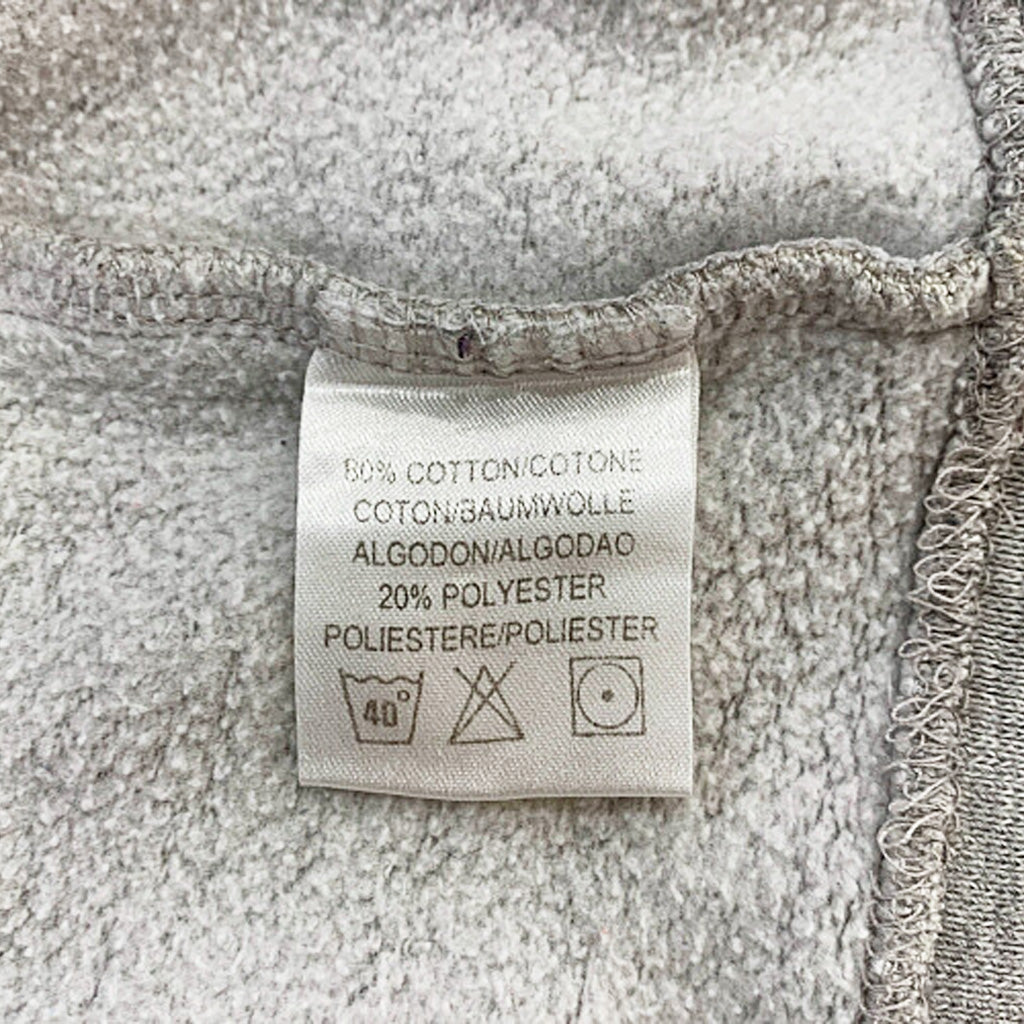 80% COTTON/COTONE
COTON/BAUMWOLLE
ALGODON/ALGODAO
20% POLYESTER
POLIESTERE/POLIESTER
40°